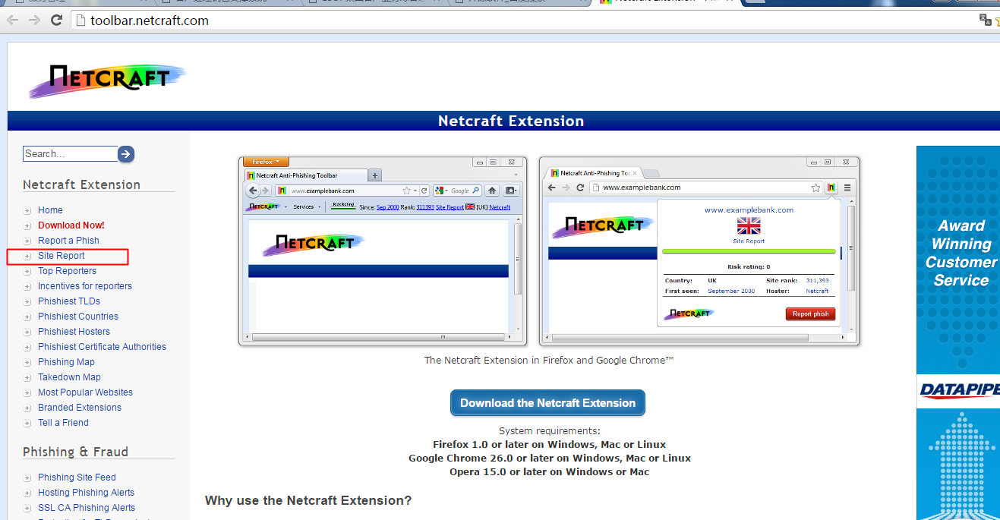 Netcraft Extension
toolbar.netcraft.com
NETCRAFT
Netcraft Extension
Search...
Netcraft Extension
Home
Download Now!
Report a Phish
Site Report
Top Reporters
Incentives for reporters
Phishiest TLDs
Phishiest Countries
Phishiest Hosters
Phishiest Certificate Authorities
Phishing Map
Takedown Map
Most Popular Websites
Branded Extensions
Tell a Friend
Phishing & Fraud
Phishing Site Feed
Hosting Phishing Alerts
SSL CA Phishing Alerts
Firefox
Netcraft Anti-Phishing Toolbar
www.examplebank.com
Google
NETCRAFT Services Risk Rating Since: Sep 2000 Rank: 311393 Site Report [UK] Netcraft
NETCRAFT
Netcraft Anti-Phishing Too
www.examplebank.com
NETCRAFT
www.examplebank.com
Site Report
Risk rating: 0
Country: UK Site rank: 311,393
First seen: September 2000 Hoster: Netcraft
NETCRAFT
Report phish
The Netcraft Extension in Firefox and Google Chrome™
Download the Netcraft Extension
System requirements:
Firefox 1.0 or later on Windows, Mac or Linux
Google Chrome 26.0 or later on Windows, Mac or Linux
Opera 15.0 or later on Windows or Mac
Why use the Netcraft Extension?
Award
Winning
Customer
Service
DATAPIPE